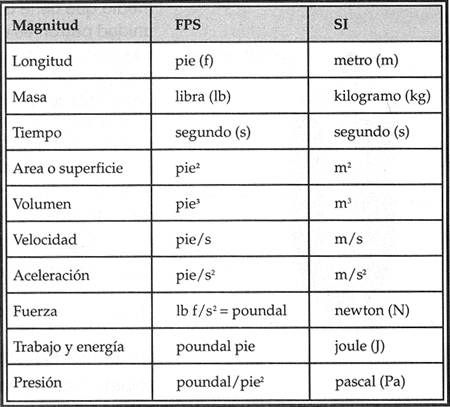 Magnitud FPS SI
Longitud pie (f) metro (m)
Masa libra (lb) kilogramo (kg)
Tiempo segundo (s) segundo (s)
Area o superficie pie² m²
Volumen pie³ m³
Velocidad pie/s m/s
Aceleración pie/s² m/s²
Fuerza lb f/s² = poundal newton (N)
Trabajo y energía poundal pie joule (J)
Presión poundal/pie² pascal (Pa)